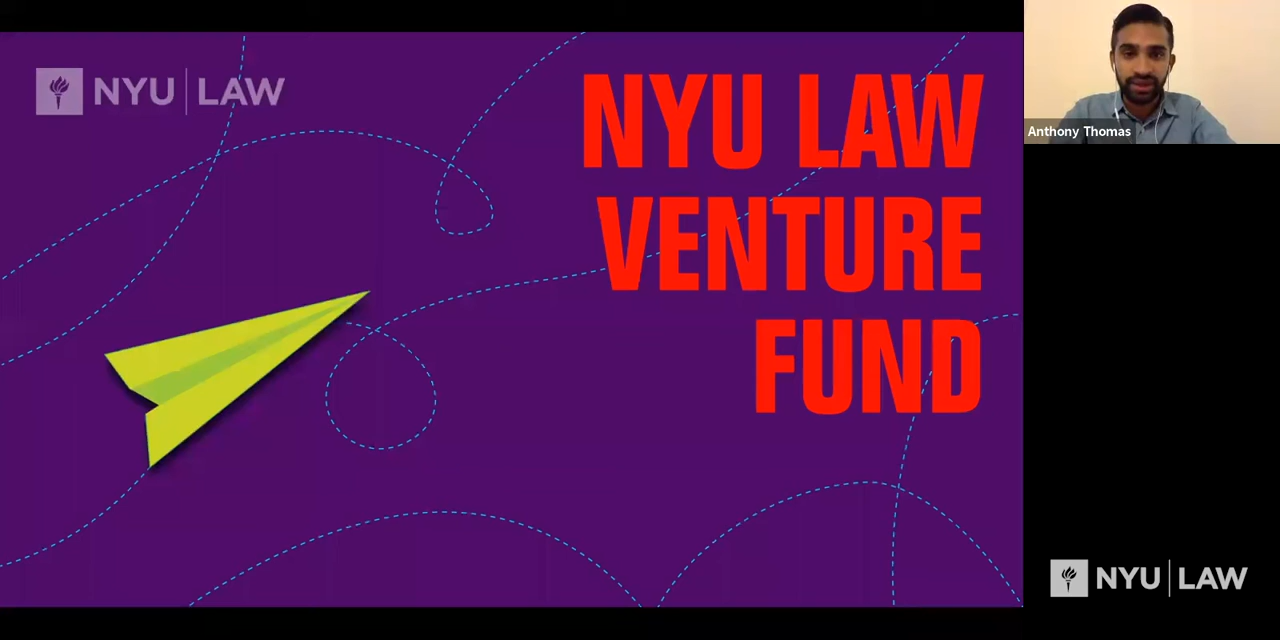 NYU | LAW
NYU LAW
VENTURE
FUND
Anthony Thomas
NYU | LAW